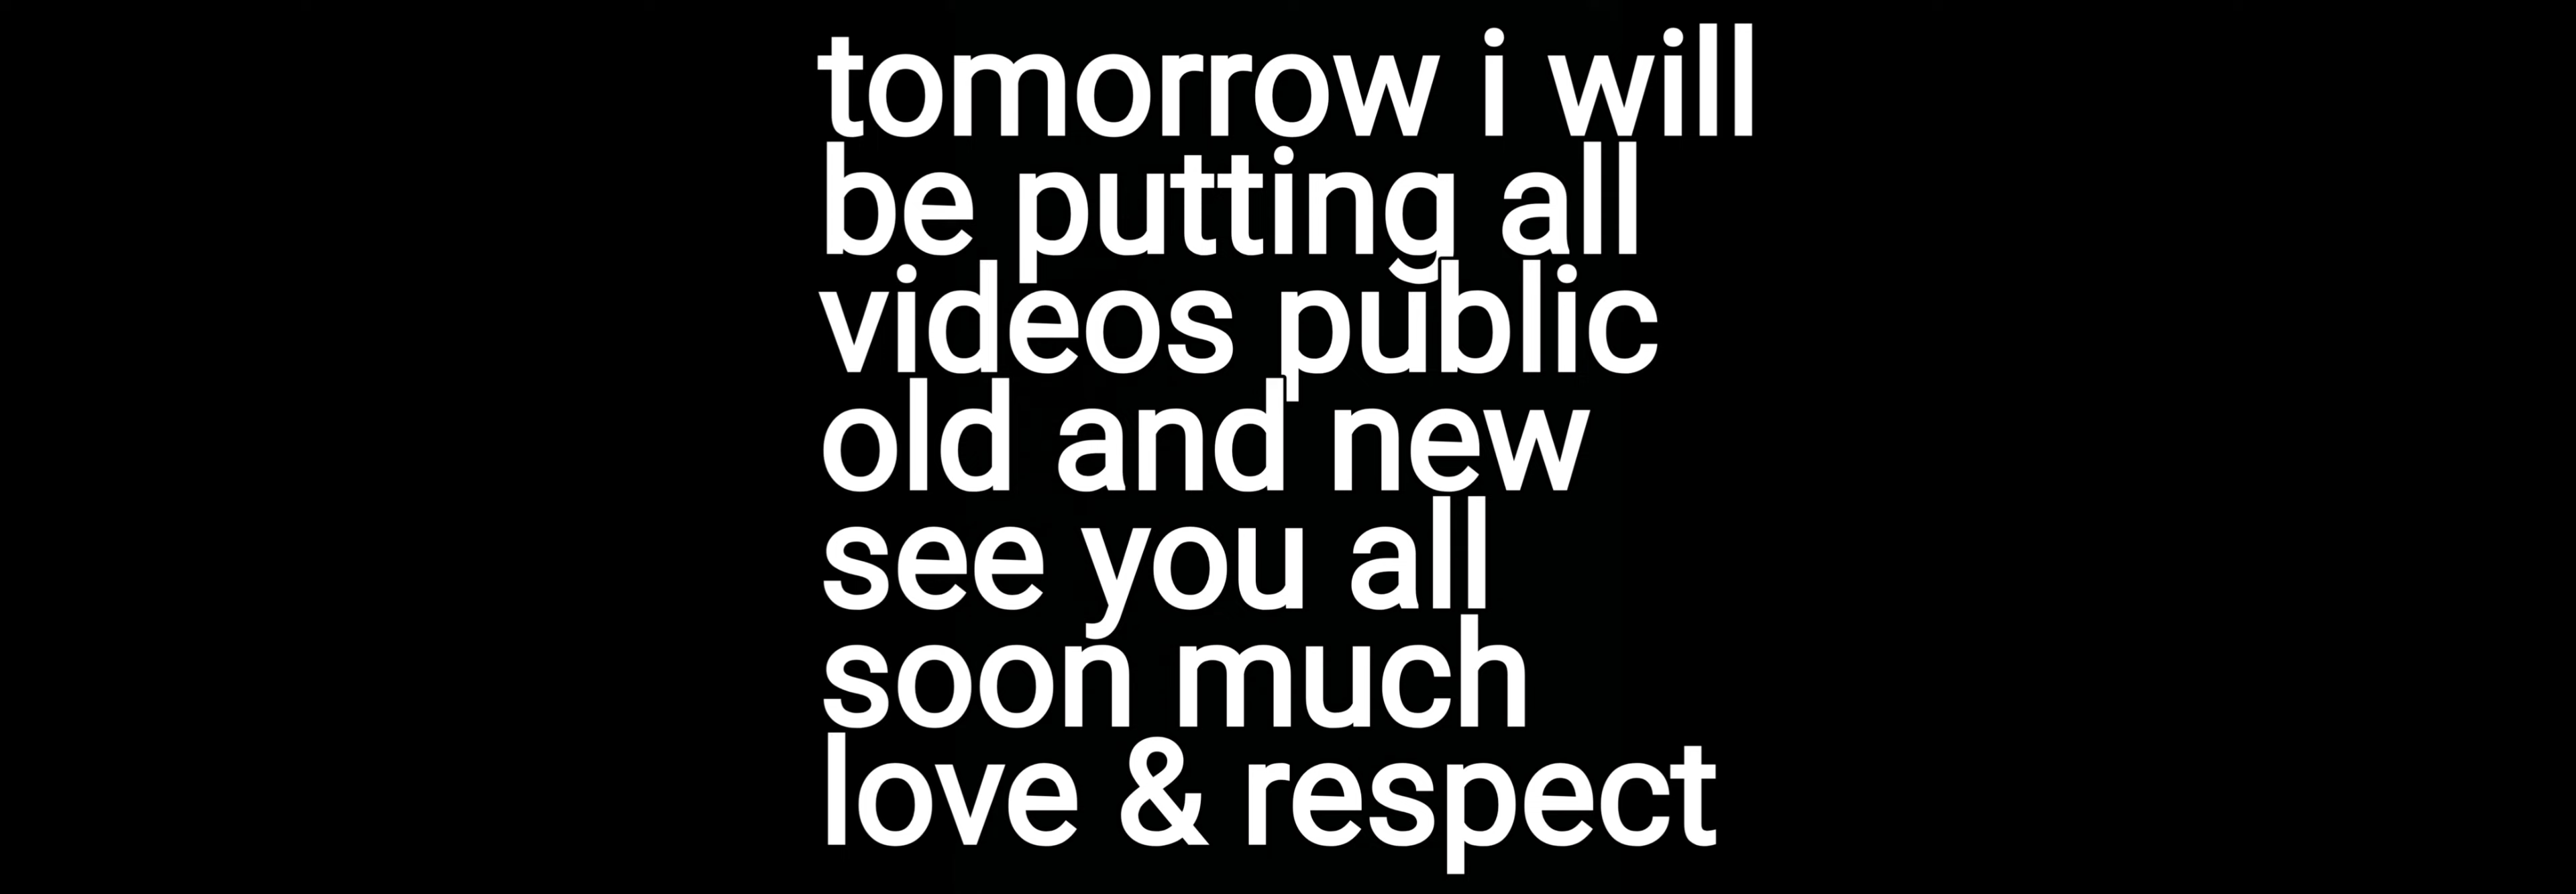 tomorrow i will
be putting all
videos public
old and new
see you all
soon much
love & respect